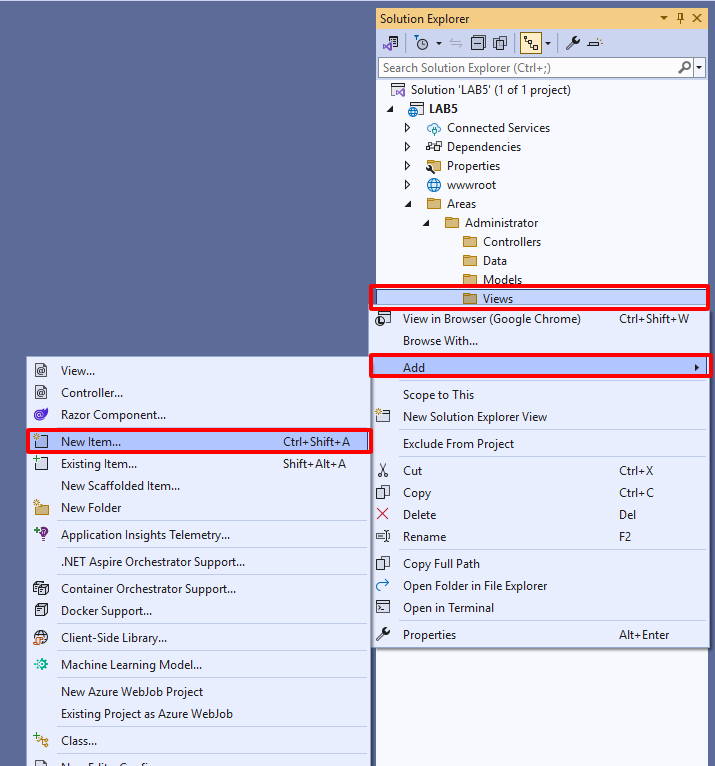 Solution Explorer
Search Solution Explorer (Ctrl+;)
Solution 'LAB5' (1 of 1 project)
LAB5
Connected Services
Dependencies
Properties
wwwroot
Areas
Administrator
Controllers
Data
Models
Views
View in Browser (Google Chrome) Ctrl+Shift+W
Browse With...
Add
Scope to This
New Solution Explorer View
Exclude From Project
Cut Ctrl+X
Copy Ctrl+C
Delete Del
Rename F2
Copy Full Path
Open Folder in File Explorer
Open in Terminal
Properties Alt+Enter
View...
Controller...
Razor Component...
New Item... Ctrl+Shift+A
Existing Item... Shift+Alt+A
New Scaffolded Item...
New Folder
Application Insights Telemetry...
.NET Aspire Orchestrator Support...
Container Orchestrator Support...
Docker Support...
Client-Side Library...
Machine Learning Model...
New Azure WebJob Project
Existing Project as Azure WebJob
Class...